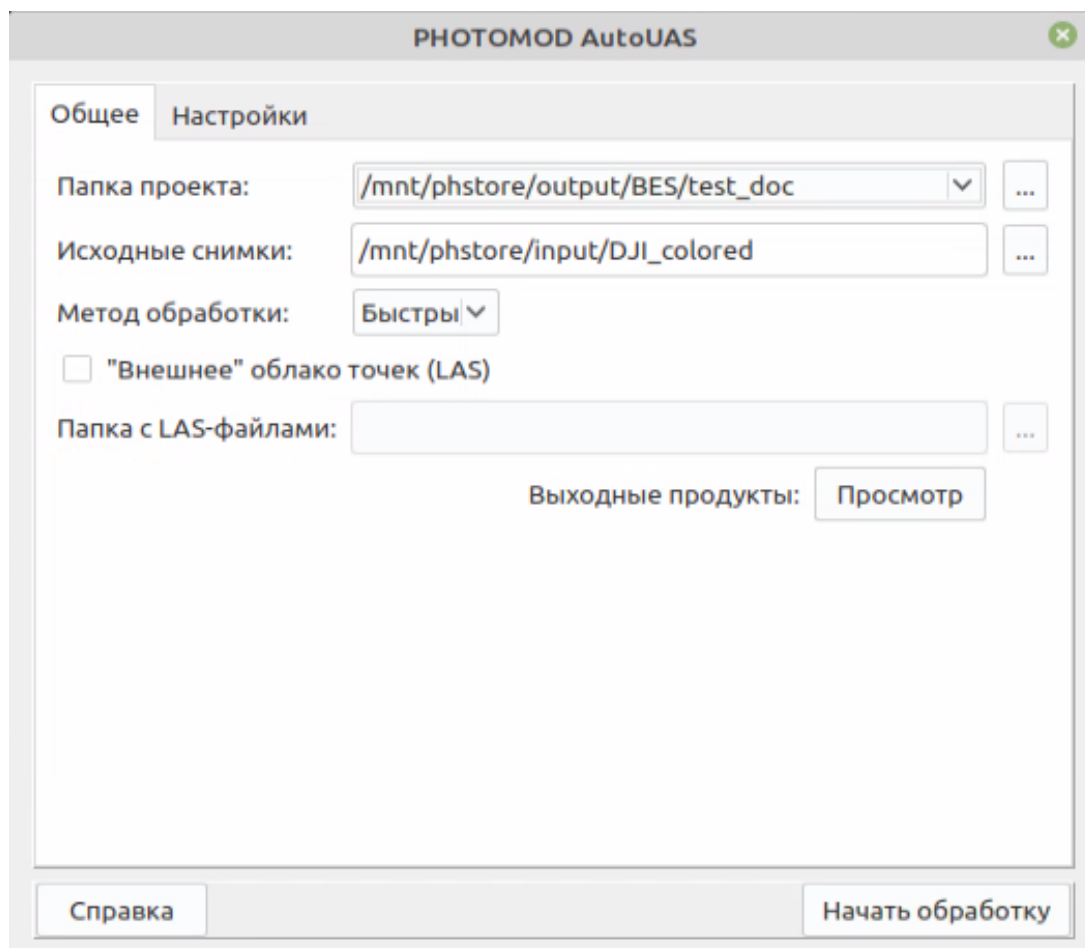 PHOTOMOD AutoUAS
Общее Настройки
Папка проекта: /mnt/phstore/output/BES/test_doc ...
Исходные снимки: /mnt/phstore/input/DJI_colored ...
Метод обработки: Быстры
"Внешнее" облако точек (LAS)
Папка с LAS-файлами: ...
Выходные продукты: Просмотр
Справка Начать обработку